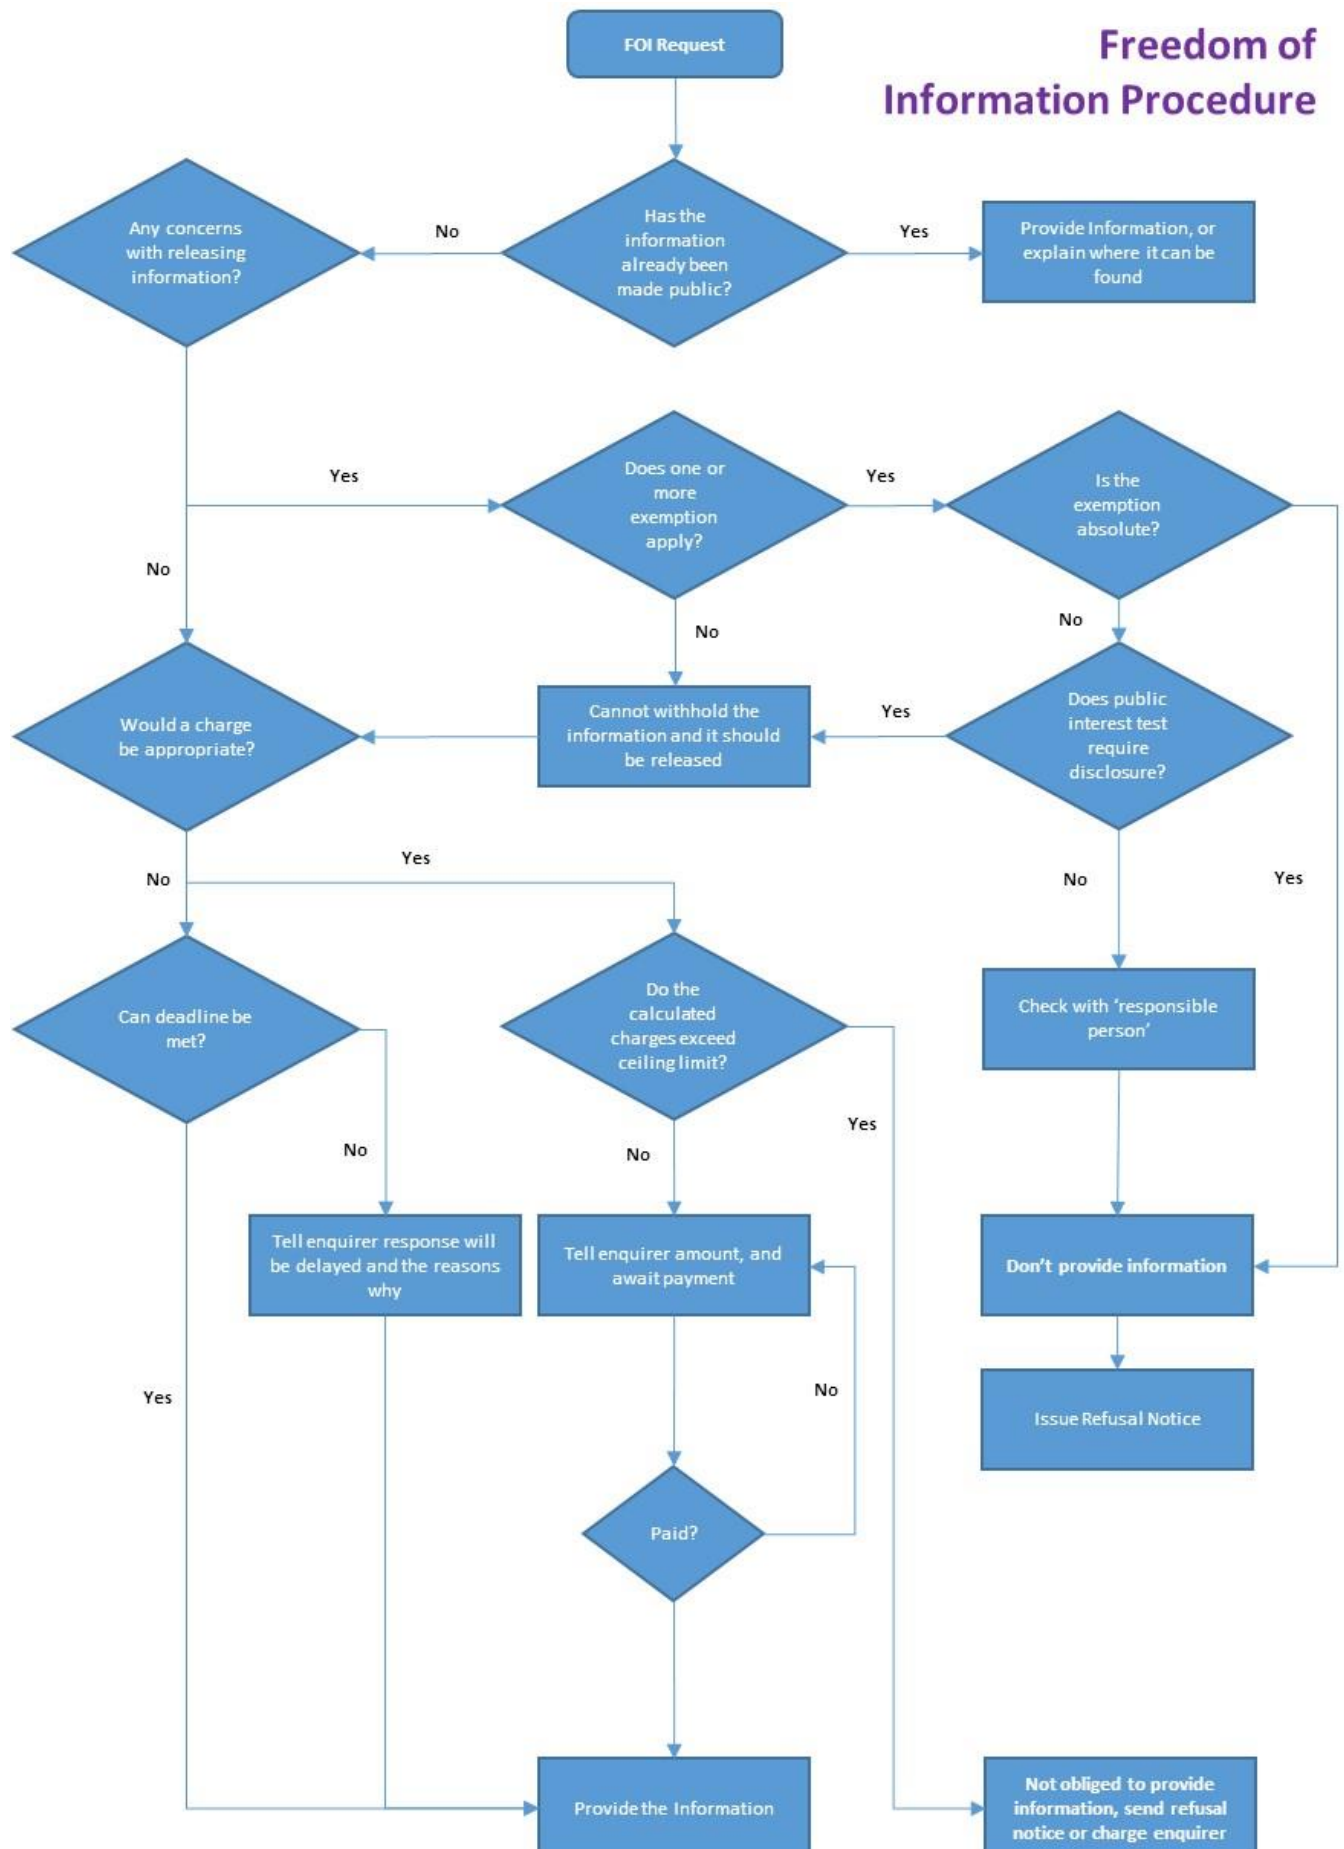 Freedom of
Information Procedure
FOI Request
Any concerns
with releasing
information?
No
Has the
information
already been
made public?
Yes
Provide Information, or
explain where it can be
found
Yes
Does one or
more
exemption
apply?
Yes
Is the
exemption
absolute?
No
No
No
Would a charge
be appropriate?
Cannot withhold the
information and it should
be released
Yes
Does public
interest test
require
disclosure?
Yes
No
No
Yes
Can deadline be
met?
Do the
calculated
charges exceed
ceiling limit?
Check with ‘responsible
person’
Yes
No
No
Tell enquirer response will
be delayed and the reasons
why
Tell enquirer amount, and
await payment
Don’t provide information
Yes
No
Issue Refusal Notice
Paid?
Provide the Information
Not obliged to provide
information, send refusal
notice or charge enquirer